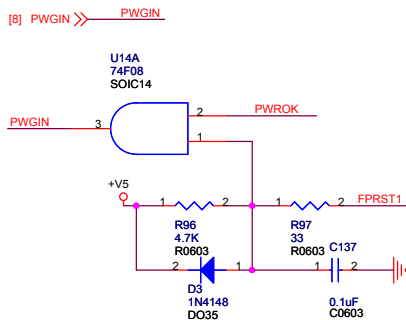 [8] PWGIN PWGIN
U14A
74F08
SOIC14
PWGIN 3
2 PWROK
1
+V5
1 2
1 2 FPRST1
R96
4.7K
R0603
R97
33
R0603
C137
2 1
1 2
D3
1N4148
DO35
0.1uF
C0603